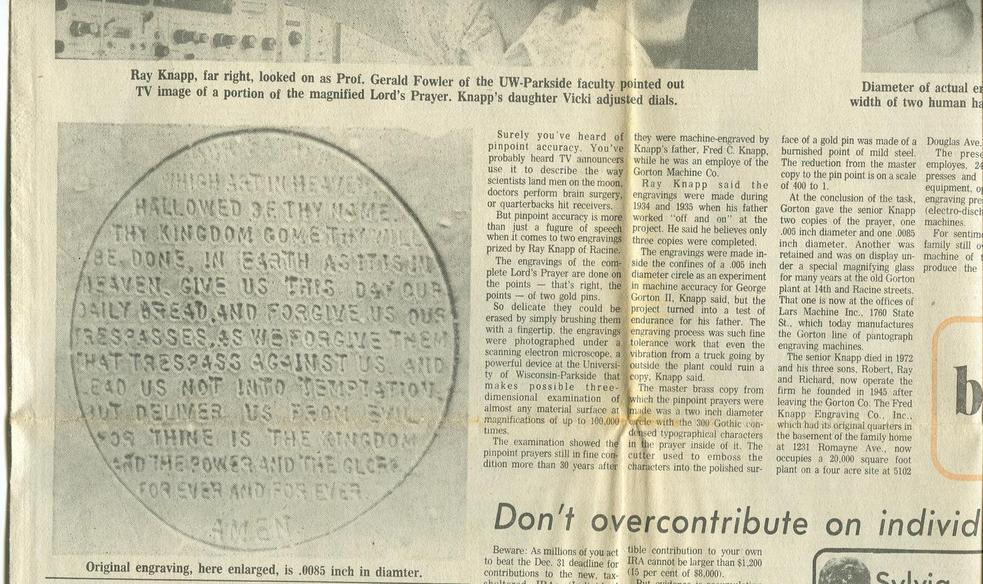 Ray Knapp, far right, looked on as Prof. Gerald Fowler of the UW-Parkside faculty pointed out
TV image of a portion of the magnified Lord's Prayer. Knapp's daughter Vicki adjusted dials.
Diameter of actual
width of two human
WHICH ART IN HEAVEN
HALLOWED BE THY NAME
THY KINGDOM COME THY WILL
BE DONE, IN EARTH AS IT IS IN
HEAVEN. GIVE US THIS DAY OUR
DAILY BREAD, AND FORGIVE US OUR
TRESPASSES, AS WE FORGIVE THEM
THAT TRESPASS AGAINST US AND
LEAD US NOT INTO TEMPTATION
DELIVER US FROM EVIL
FOR THINE IS THE KINGDOM
AND THE POWER AND THE GLORY
FOR EVER AND FOR EVER
AMEN
Original engraving, here enlarged, is .0085 inch in diamter.
Surely you've heard of
pinpoint accuracy. You've
probably heard TV announcers
use it to describe the way
scientists land men on the moon,
doctors perform brain surgery,
or quarterbacks hit receivers.
But pinpoint accuracy is more
than just a fugure of speech
when it comes to two engravings
prized by Ray Knapp of Racine.
The engravings of the com-
plete Lord's Prayer are done on
the points — that's right, the
points — of two gold pins.
So delicate they could be
erased by simply brushing them
with a fingertip, the engravings
were photographed under a
scanning electron microscope, a
powerful device at the Universi-
ty of Wisconsin-Parkside that
makes possible three-
dimensional examination of
almost any material surface at
magnifications of up to 100,000
times.
The examination showed the
pinpoint prayers still in fine con-
dition more than 30 years after
they were machine-engraved by
Knapp's father, Fred C. Knapp,
while he was an employe of the
Gorton Machine Co.
Ray Knapp said the
engravings were made during
1934 and 1935 when his father
worked "off and on" at the
project. He said he believes only
three copies were completed.
The engravings were made in-
side the confines of a .005 inch
diameter circle as an experiment
in machine accuracy for George
Gorton II, Knapp said, but the
project turned into a test of
endurance for his father. The
engraving process was such fine
tolerance work that even the
vibration from a truck going by
outside the plant could ruin a
copy, Knapp said.
The master brass copy from
which the pinpoint prayers were
made was a two inch diameter
circle with the 300 Gothic con-
densed typographical characters
in the prayer inside of it. The
cutter used to emboss the
characters into the polished sur-
face of a gold pin was made of a
burnished point of mild steel.
The reduction from the master
copy to the pin point is on a scale
of 400 to 1.
At the conclusion of the task,
Gorton gave the senior Knapp
two copies of the prayer, one
.005 inch diameter and one .0085
inch diameter. Another was
retained and was on display un-
der a special magnifying glass
for many years at the old Gorton
plant at 14th and Racine streets.
That one is now at the offices of
Lars Machine Inc., 1760 State
St., which today manufactures
the Gorton line of pantograph
engraving machines.
The senior Knapp died in 1972
and his three sons, Robert, Ray
and Richard, now operate the
firm he founded in 1945 after
leaving the Gorton Co. The Fred
Knapp Engraving Co., Inc.,
which had its original quarters in
the basement of the family home
at 1231 Romayne Ave., now
occupies a 20,000 square foot
plant on a four acre site at 5102
Douglas Ave.
The prese
employes, 24
presses and
equipment, o
engraving pre
(electro-disch
machines.
For sentime
family still o
machine of t
produce the
b
Don't overcontribute on individ
Beware: As millions of you act
to beat the Dec. 31 deadline for
contributions to the new, tax-
tible contribution to your own
IRA cannot be larger than $1,200
(15 per cent of $8,000).
Sylvia